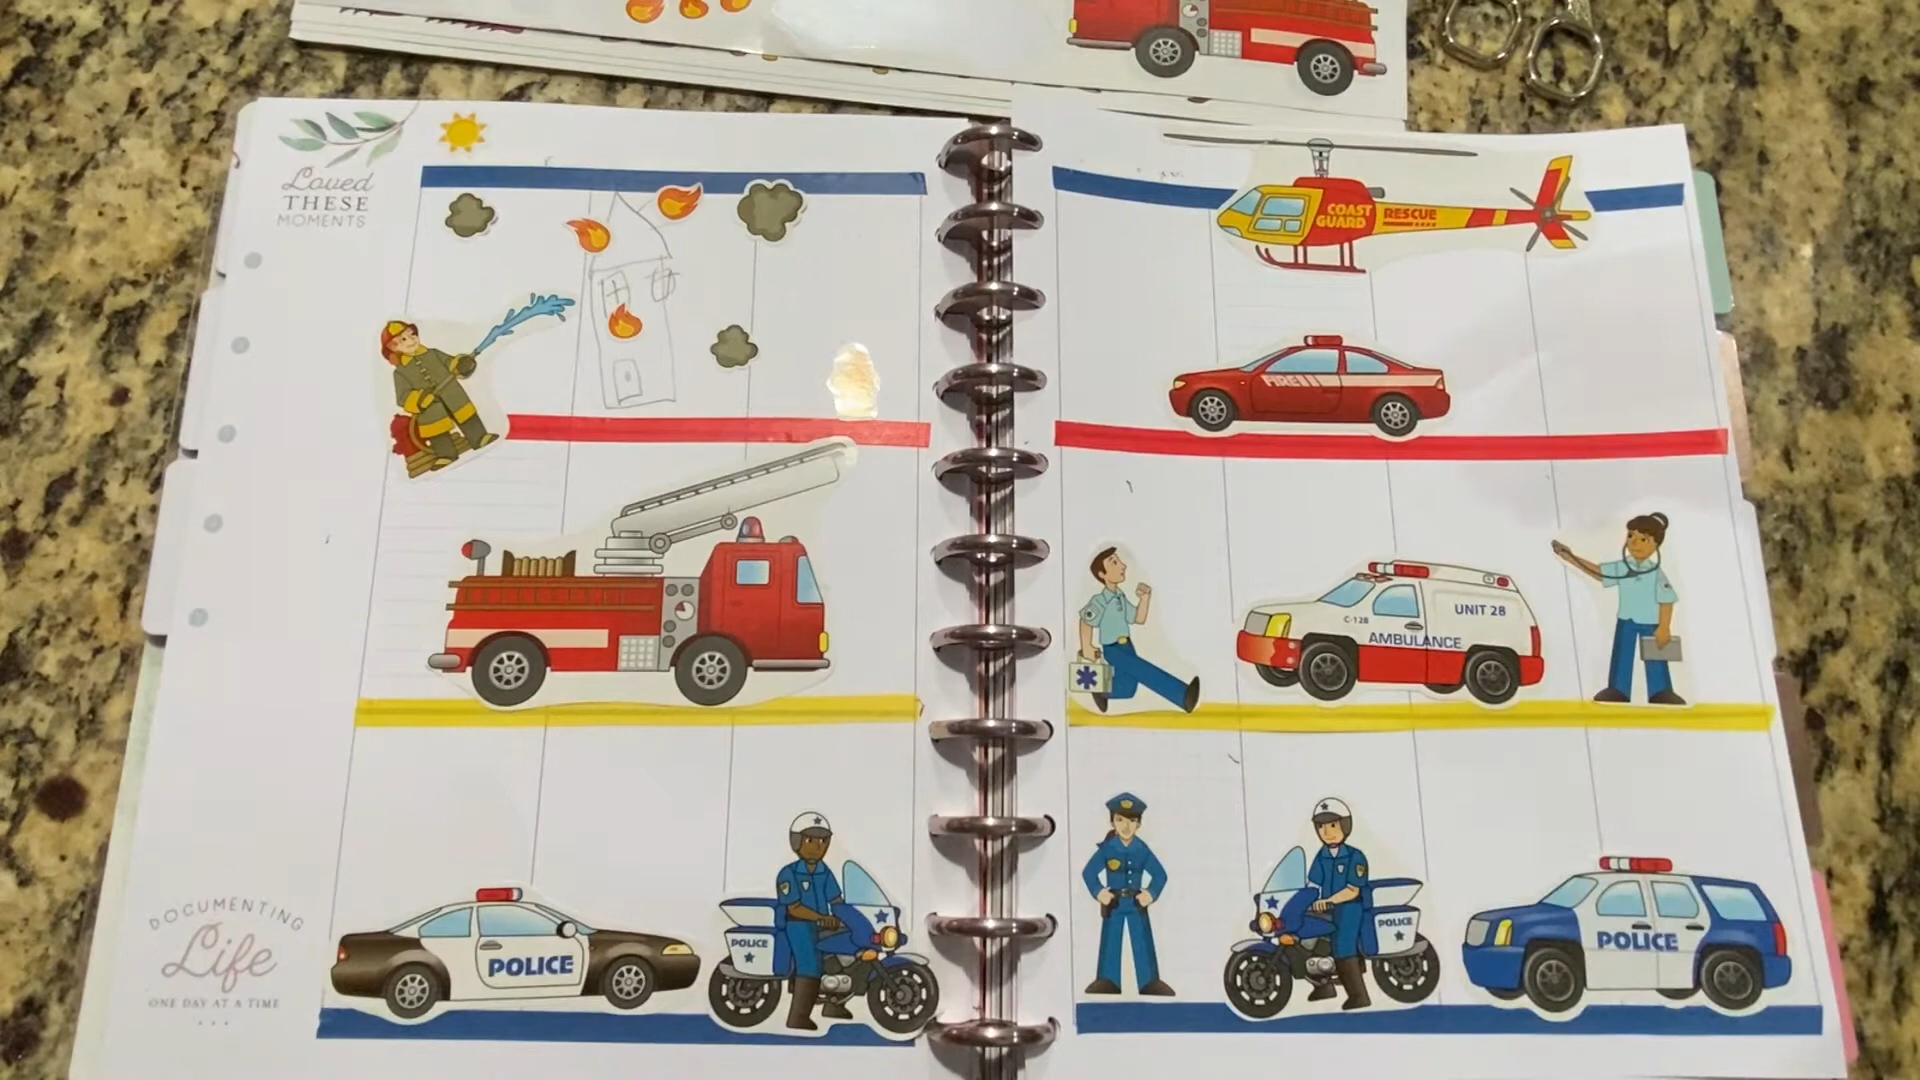 Loved
THESE
MOMENTS
COAST
GUARD RESCUE
FIRE
UNIT 28
C-128
AMBULANCE
POLICE
POLICE
POLICE
POLICE
DOCUMENTING
Life
ONE DAY AT A TIME